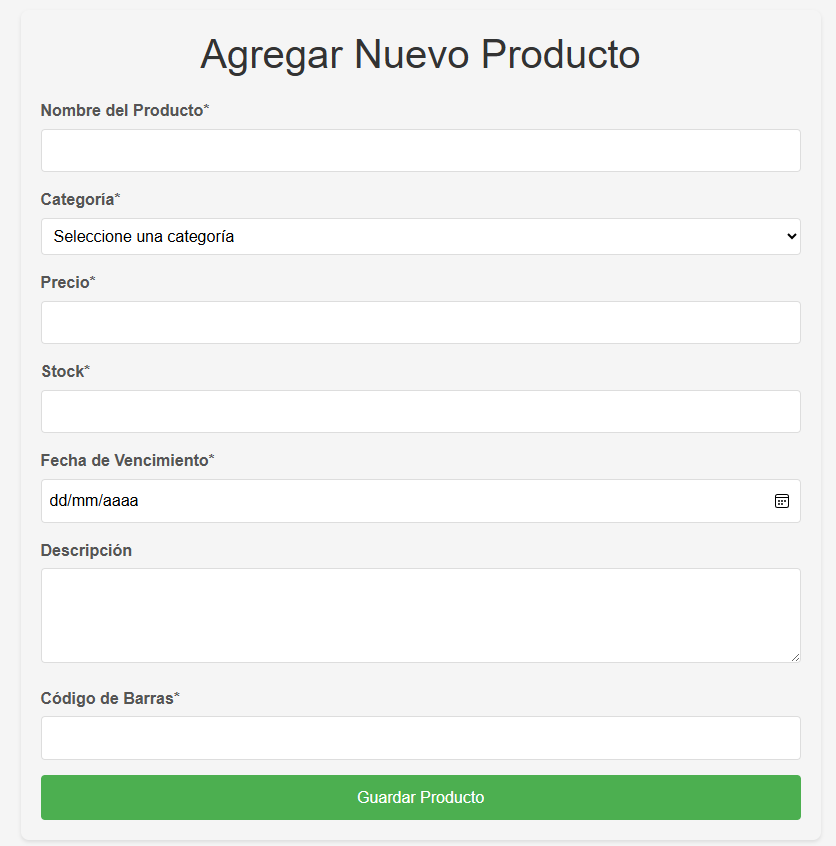 Agregar Nuevo Producto
Nombre del Producto*
Categoría*
Seleccione una categoría
Precio*
Stock*
Fecha de Vencimiento*
dd/mm/aaaa
Descripción
Código de Barras*
Guardar Producto